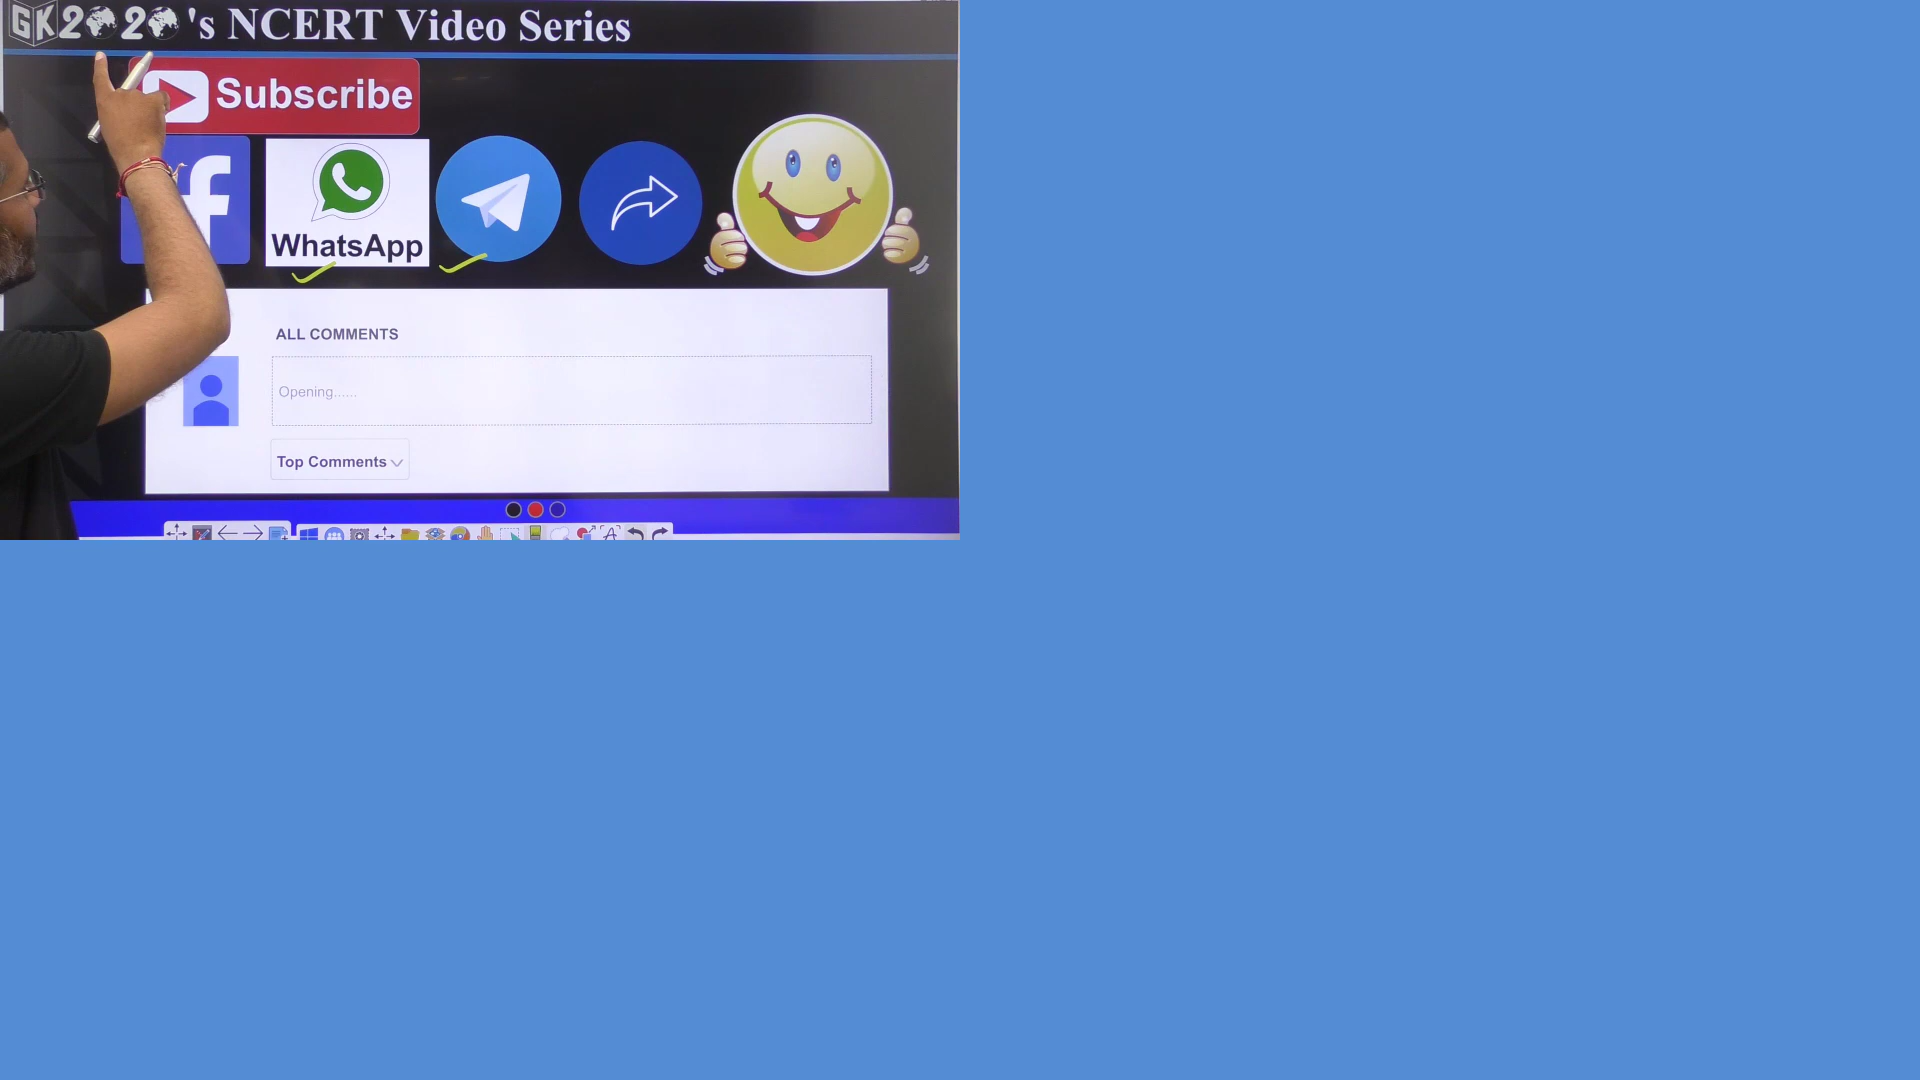 GK2020's NCERT Video Series
Subscribe
f
WhatsApp
ALL COMMENTS
Opening......
Top Comments